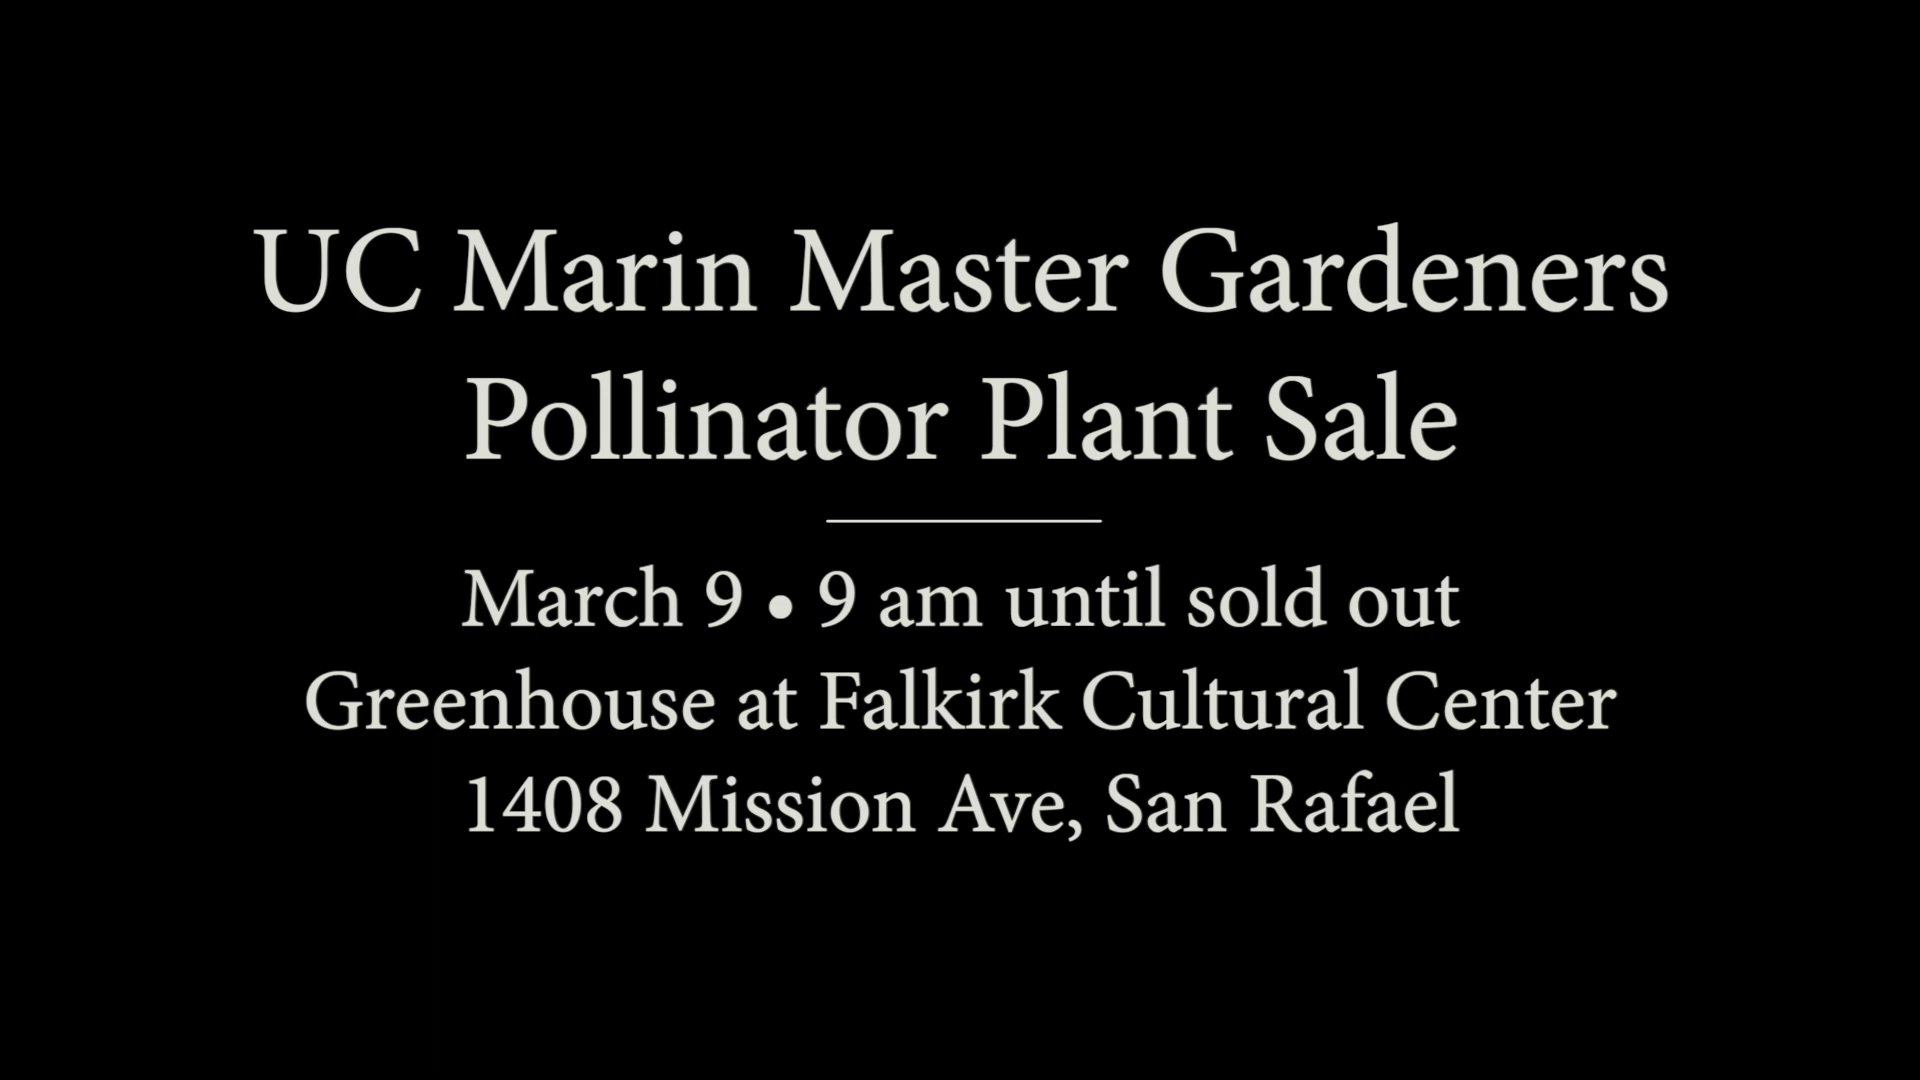 UC Marin Master Gardeners
Pollinator Plant Sale
March 9 • 9 am until sold out
Greenhouse at Falkirk Cultural Center
1408 Mission Ave, San Rafael